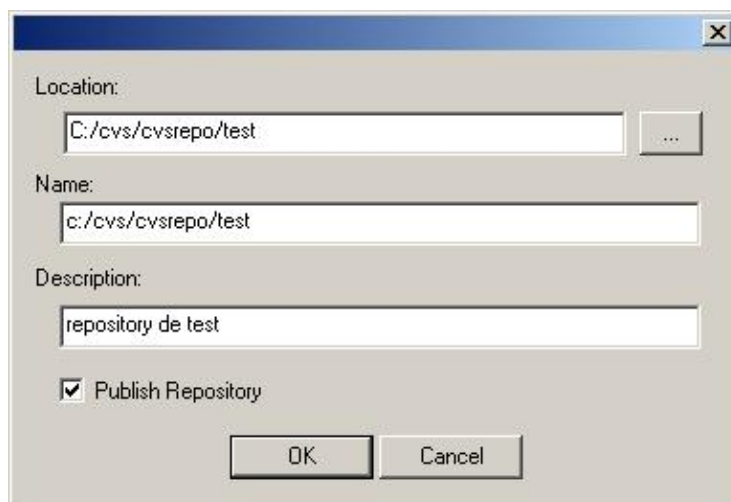 Location:
C:/cvs/cvsrepo/test
...
Name:
c:/cvs/cvsrepo/test
Description:
repository de test
Publish Repository
OK
Cancel